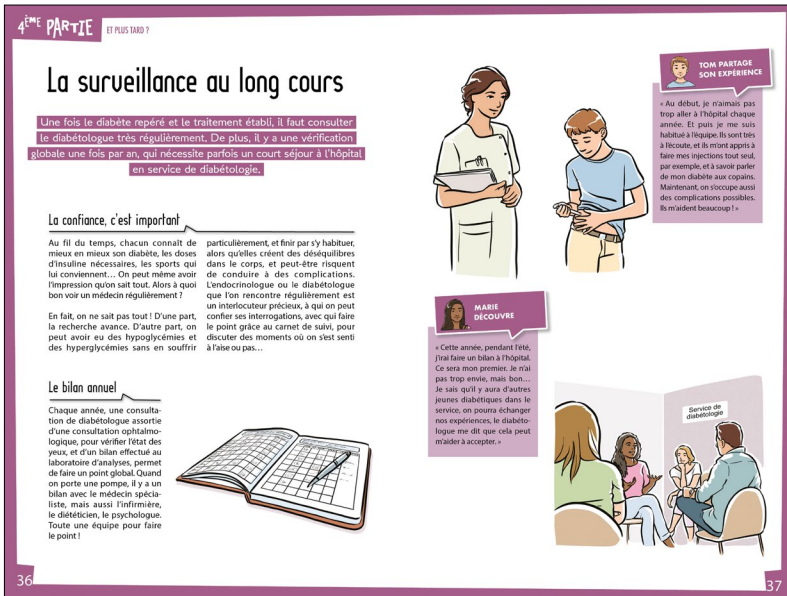 4ÈME PARTIE
ET PLUS TARD ?
La surveillance au long cours
Une fois le diabète repéré et le traitement établi, il faut consulter
le diabétologue très régulièrement. De plus, il y a une vérification
globale une fois par an, qui nécessite parfois un court séjour à l'hôpital
en service de diabétologie.
La confiance, c'est important
Au fil du temps, chacun connaît de
mieux en mieux son diabète, les doses
d'insuline nécessaires, les sports qui
lui conviennent… On peut même avoir
l'impression qu'on sait tout. Alors à quoi
bon voir un médecin régulièrement ?
En fait, on ne sait pas tout ! D'une part,
la recherche avance. D'autre part, on
peut avoir eu des hypoglycémies et
des hyperglycémies sans en souffrir
particulièrement, et finir par s'y habituer,
alors qu'elles créent des déséquilibres
dans le corps, et peut-être risquent
de conduire à des complications.
L'endocrinologue ou le diabétologue
que l'on rencontre régulièrement est
un interlocuteur précieux, à qui on peut
confier ses interrogations, avec qui faire
le point grâce au carnet de suivi, pour
discuter des moments où on s'est senti
à l'aise ou pas…
Le bilan annuel
Chaque année, une consulta-
tion de diabétologue assortie
d'une consultation ophtalmo-
logique, pour vérifier l'état des
yeux, et d'un bilan effectué au
laboratoire d'analyses, permet
de faire un point global. Quand
on porte une pompe, il y a un
bilan avec le médecin spécia-
liste, mais aussi l'infirmière,
le diététicien, le psychologue.
Toute une équipe pour faire
le point !
36
TOM PARTAGE
SON EXPÉRIENCE
« Au début, je n'aimais pas
trop aller à l'hôpital chaque
année. Et puis je me suis
habitué à l'équipe. Ils sont très
à l'écoute, et ils m'ont appris à
faire mes injections tout seul,
par exemple, et à savoir parler
de mon diabète aux copains.
Maintenant, on s'occupe aussi
des complications possibles.
Ils m'aident beaucoup ! »
MARIE
DÉCOUVRE
« Cette année, pendant l'été,
j'irai faire un bilan à l'hôpital.
Ce sera mon premier. Je n'ai
pas trop envie, mais bon…
Je sais qu'il y aura d'autres
jeunes diabétiques dans le
service, on pourra échanger
nos expériences, le diabéto-
logue me dit que cela peut
m'aider à accepter. »
Service de
diabétologie
37